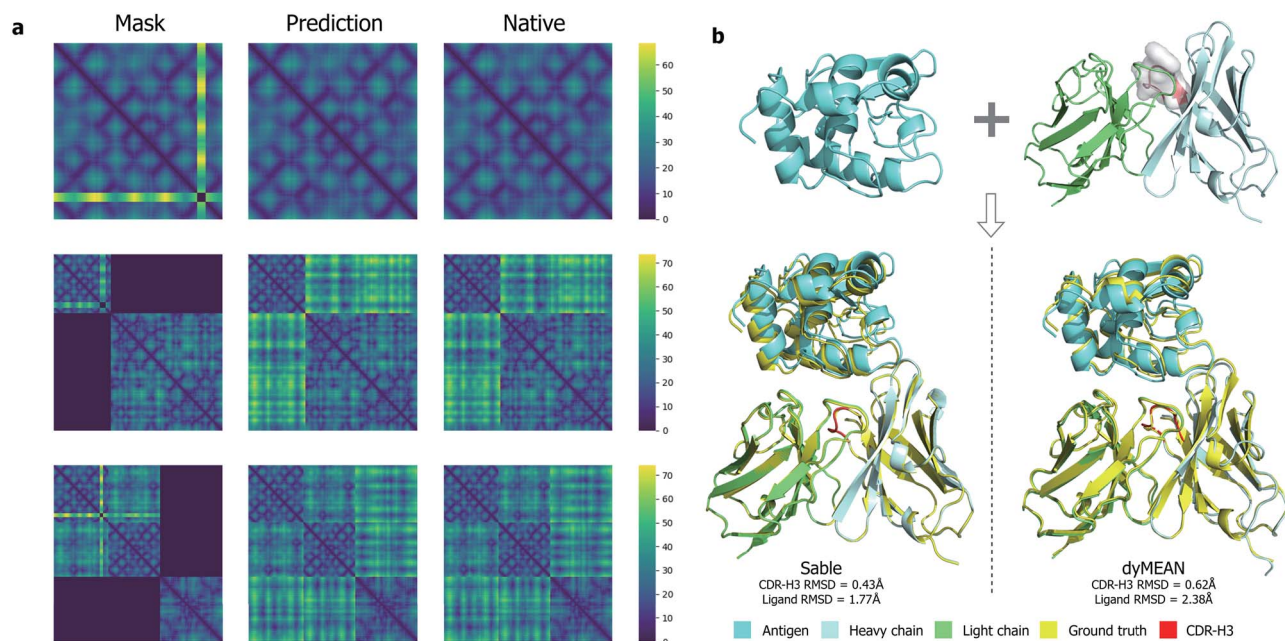 a
Mask
Prediction
Native
60
50
40
30
20
10
0
70
60
50
40
30
20
10
0
70
60
50
40
30
20
10
0
b
Sable
CDR-H3 RMSD = 0.43Å
Ligand RMSD = 1.77Å
dyMEAN
CDR-H3 RMSD = 0.62Å
Ligand RMSD = 2.38Å
Antigen
Heavy chain
Light chain
Ground truth
CDR-H3